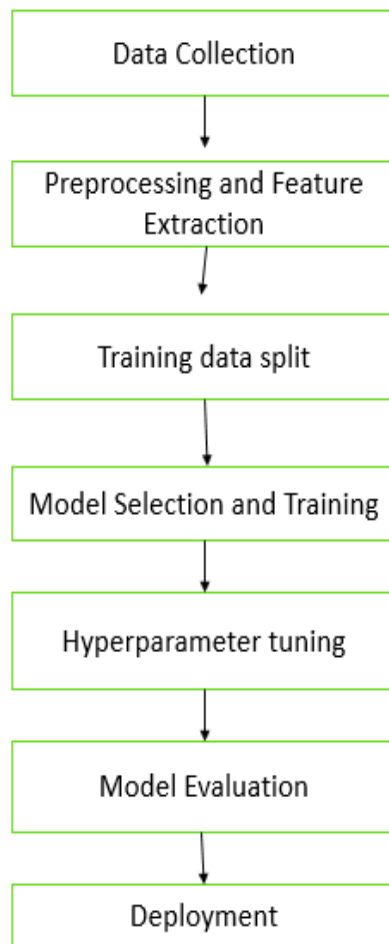 Data Collection
Preprocessing and Feature
Extraction
Training data split
Model Selection and Training
Hyperparameter tuning
Model Evaluation
Deployment